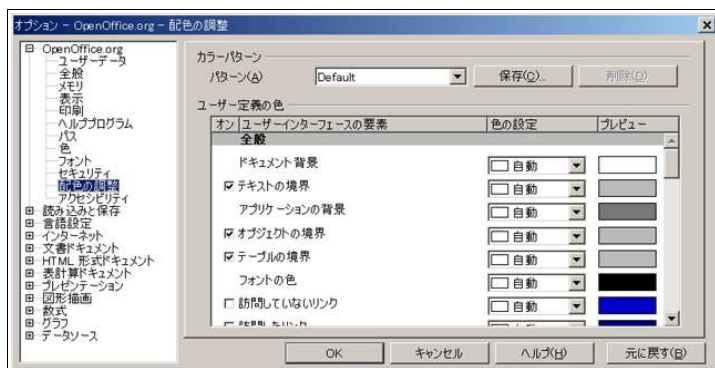 オプション - OpenOffice.org - 配色の調整
OpenOffice.org
ユーザーデータ
全般
メモリ
表示
印刷
ヘルププログラム
パス
色
フォント
セキュリティ
配色の調整
アクセシビリティ
読み込みと保存
言語設定
インターネット
文書ドキュメント
HTML 形式ドキュメント
表計算ドキュメント
プレゼンテーション
図形描画
数式
グラフ
データソース
カラーパターン
パターン(A) Default 保存(O)... 削除(D)
ユーザー定義の色
オン ユーザーインターフェースの要素 色の設定 プレビュー
全般
ドキュメント背景 自動
テキストの境界 自動
アプリケーションの背景 自動
オブジェクトの境界 自動
テーブルの境界 自動
フォントの色 自動
訪問していないリンク 自動
OK キャンセル ヘルプ(H) 元に戻す(B)